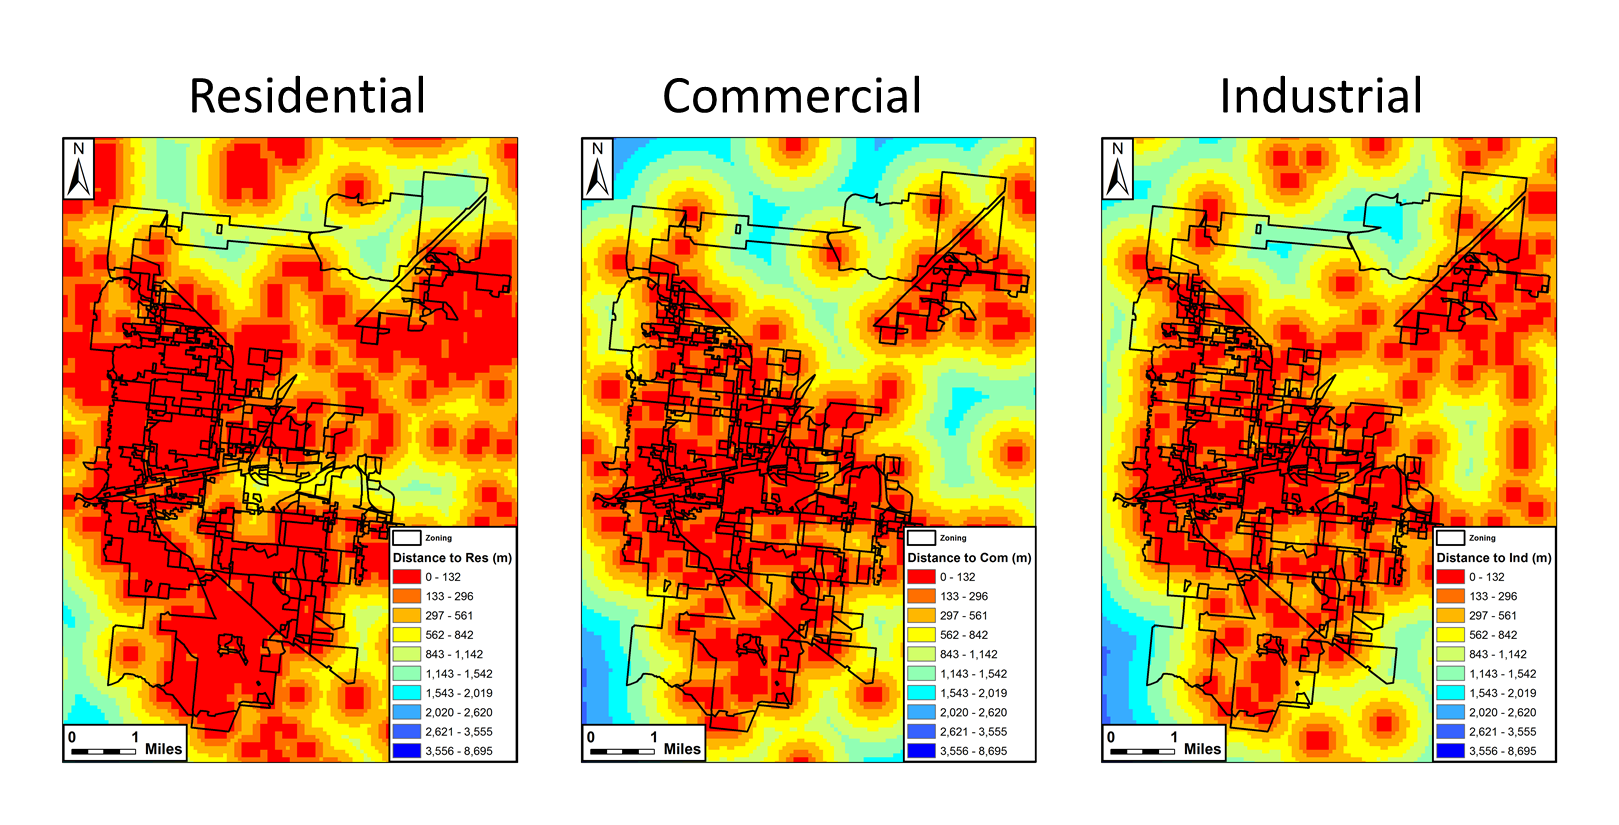 Residential
Commercial
Industrial
N
N
N
Zoning
Distance to Res (m)
0 - 132
133 - 296
297 - 561
562 - 842
843 - 1,142
1,143 - 1,542
1,543 - 2,019
2,020 - 2,620
2,621 - 3,555
3,556 - 8,695
0 1
Miles
Zoning
Distance to Com (m)
0 - 132
133 - 296
297 - 561
562 - 842
843 - 1,142
1,143 - 1,542
1,543 - 2,019
2,020 - 2,620
2,621 - 3,555
3,556 - 8,695
0 1
Miles
Zoning
Distance to Ind (m)
0 - 132
133 - 296
297 - 561
562 - 842
843 - 1,142
1,143 - 1,542
1,543 - 2,019
2,020 - 2,620
2,621 - 3,555
3,556 - 8,695
0 1
Miles